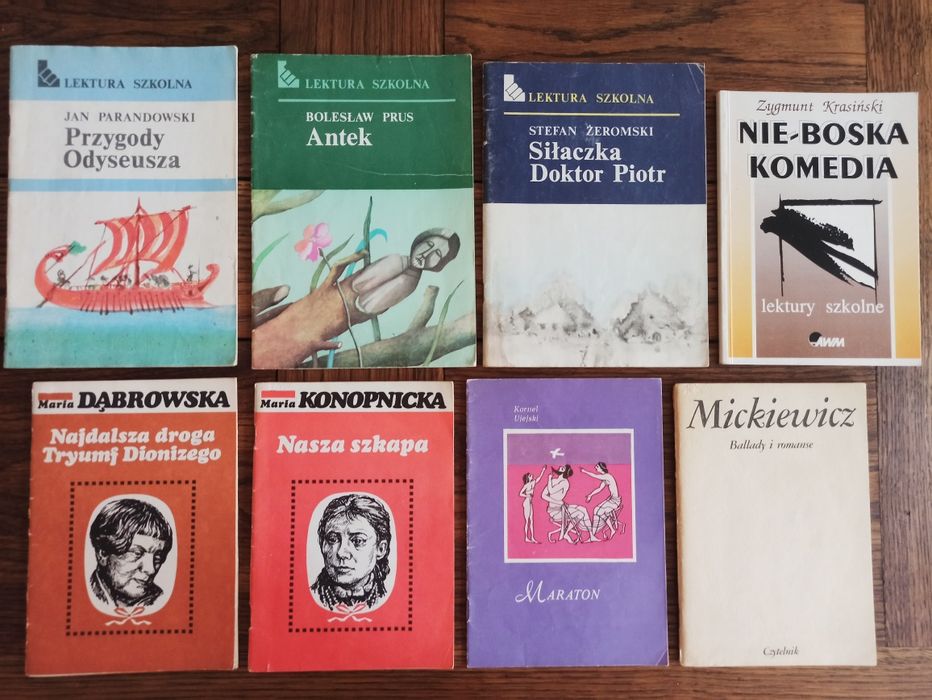 LEKTURA SZKOLNA
JAN PARANDOWSKI
Przygody
Odyseusza
LEKTURA SZKOLNA
BOLESŁAW PRUS
Antek
LEKTURA SZKOLNA
STEFAN ŻEROMSKI
Siłaczka
Doktor Piotr
Zygmunt Krasiński
NIE-BOSKA
KOMEDIA
lektury szkolne
AWM
Maria DĄBROWSKA
Najdalsza droga
Tryumf Dionizego
Maria KONOPNICKA
Nasza szkapa
Kornel
Ujejski
MARATON
Mickiewicz
Ballady i romanse
Czytelnik